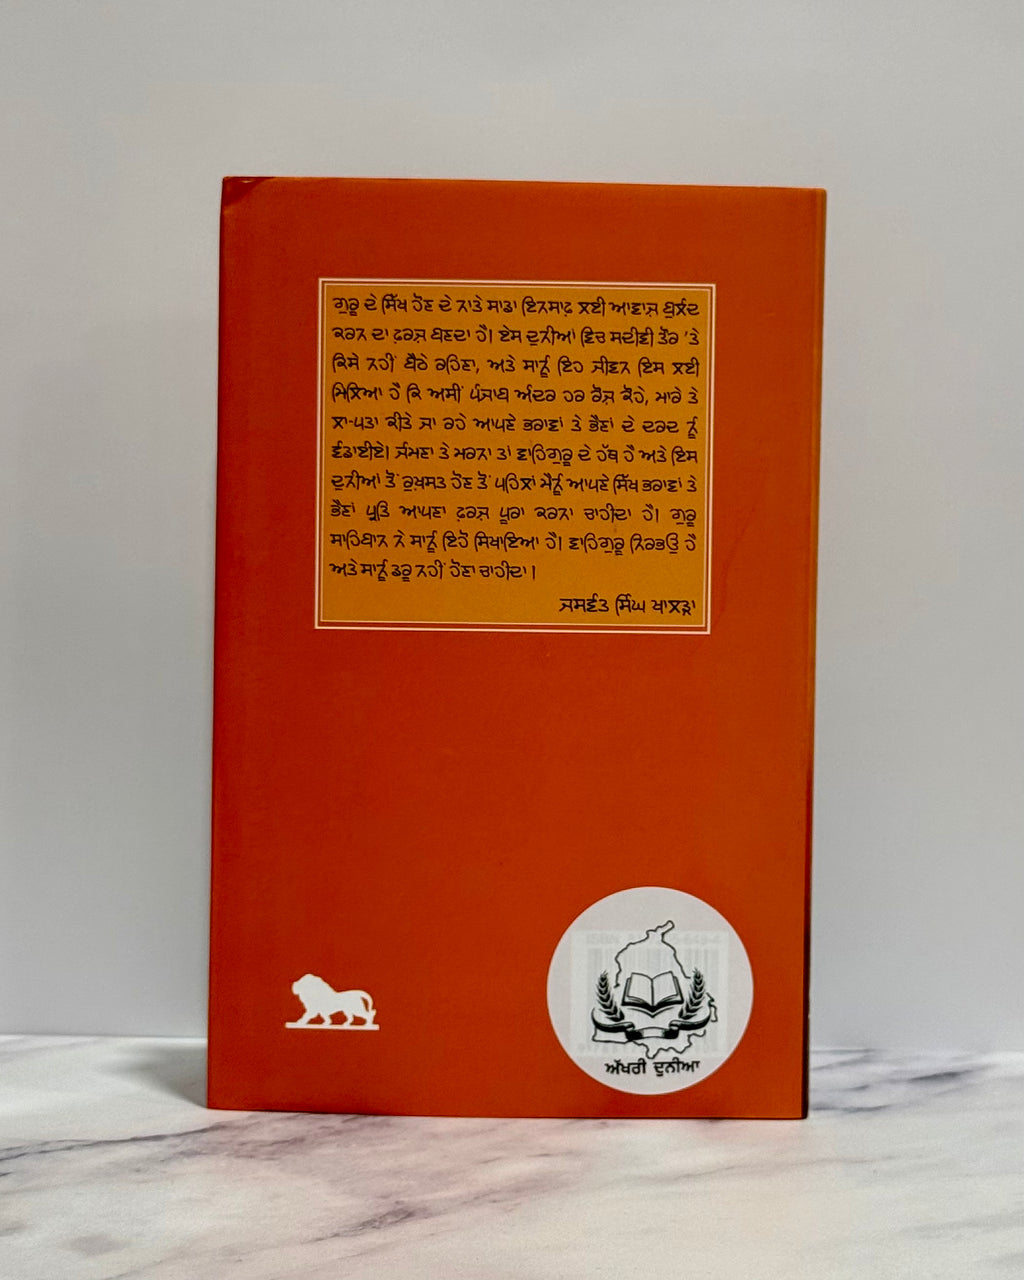 ਗੁਰੂ ਦੇ ਸਿੱਖ ਹੋਣ ਦੇ ਨਾਤੇ ਸਾਡਾ ਇਨਸਾਫ਼ ਲਈ ਆਵਾਜ਼ ਬੁਲੰਦ
ਕਰਨ ਦਾ ਫ਼ਰਜ਼ ਬਣਦਾ ਹੈ। ਏਸ ਦੁਨੀਆਂ ਵਿਚ ਸਦੀਵੀ ਤੌਰ 'ਤੇ
ਕਿਸੇ ਨਹੀਂ ਬੈਠੇ ਰਹਿਣਾ, ਅਤੇ ਸਾਨੂੰ ਇਹ ਜੀਵਨ ਇਸ ਲਈ
ਮਿਲਿਆ ਹੈ ਕਿ ਅਸੀਂ ਪੰਜਾਬ ਅੰਦਰ ਹਰ ਰੋਜ਼ ਕੋਹੇ, ਮਾਰੇ ਤੇ
ਲਾ-ਪਤਾ ਕੀਤੇ ਜਾ ਰਹੇ ਆਪਣੇ ਭਰਾਵਾਂ ਤੇ ਭੈਣਾਂ ਦੇ ਦਰਦ ਨੂੰ
ਵੰਡਾਈਏ। ਜੰਮਣਾ ਤੇ ਮਰਨਾ ਤਾਂ ਵਾਹਿਗੁਰੂ ਦੇ ਹੱਥ ਹੈ ਅਤੇ ਇਸ
ਦੁਨੀਆਂ ਤੋਂ ਰੁਖ਼ਸਤ ਹੋਣ ਤੋਂ ਪਹਿਲਾਂ ਮੈਨੂੰ ਆਪਣੇ ਸਿੱਖ ਭਰਾਵਾਂ ਤੇ
ਭੈਣਾਂ ਪ੍ਰਤਿ ਆਪਣਾ ਫ਼ਰਜ਼ ਪੂਰਾ ਕਰਨਾ ਚਾਹੀਦਾ ਹੈ। ਗੁਰੂ
ਸਾਹਿਬਾਨ ਨੇ ਸਾਨੂੰ ਇਹੋ ਸਿਖਾਇਆ ਹੈ। ਵਾਹਿਗੁਰੂ ਨਿਰਭਉ ਹੈ
ਅਤੇ ਸਾਨੂੰ ਡਰੂ ਨਹੀਂ ਹੋਣਾ ਚਾਹੀਦਾ।
ਜਸਵੰਤ ਸਿੰਘ ਖਾਲੜਾ
ਅੱਖਰੀ ਦੁਨੀਆ